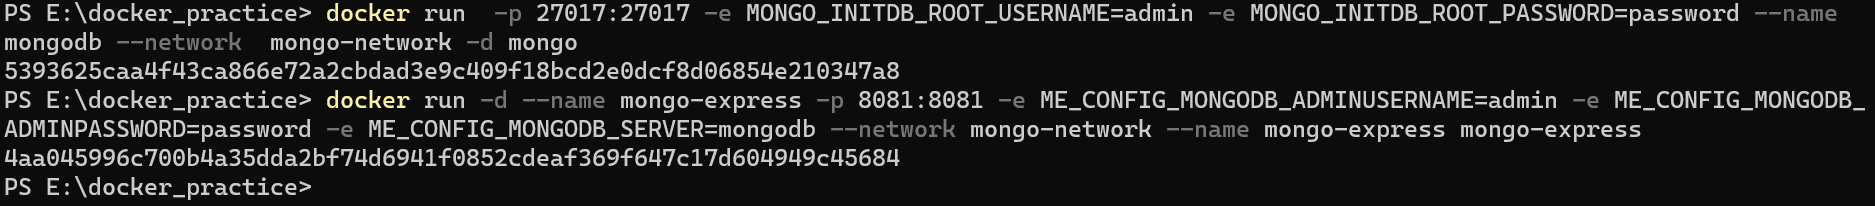 PS E:\docker_practice> docker run  -p 27017:27017 -e MONGO_INITDB_ROOT_USERNAME=admin -e MONGO_INITDB_ROOT_PASSWORD=password --name
mongodb --network  mongo-network -d mongo
5393625caa4f43ca866e72a2cbdad3e9c409f18bcd2e0dcf8d06854e210347a8
PS E:\docker_practice> docker run -d --name mongo-express -p 8081:8081 -e ME_CONFIG_MONGODB_ADMINUSERNAME=admin -e ME_CONFIG_MONGODB_
ADMINPASSWORD=password -e ME_CONFIG_MONGODB_SERVER=mongodb --network mongo-network --name mongo-express mongo-express
4aa045996c700b4a35dda2bf74d6941f0852cdeaf369f647c17d604949c45684
PS E:\docker_practice>